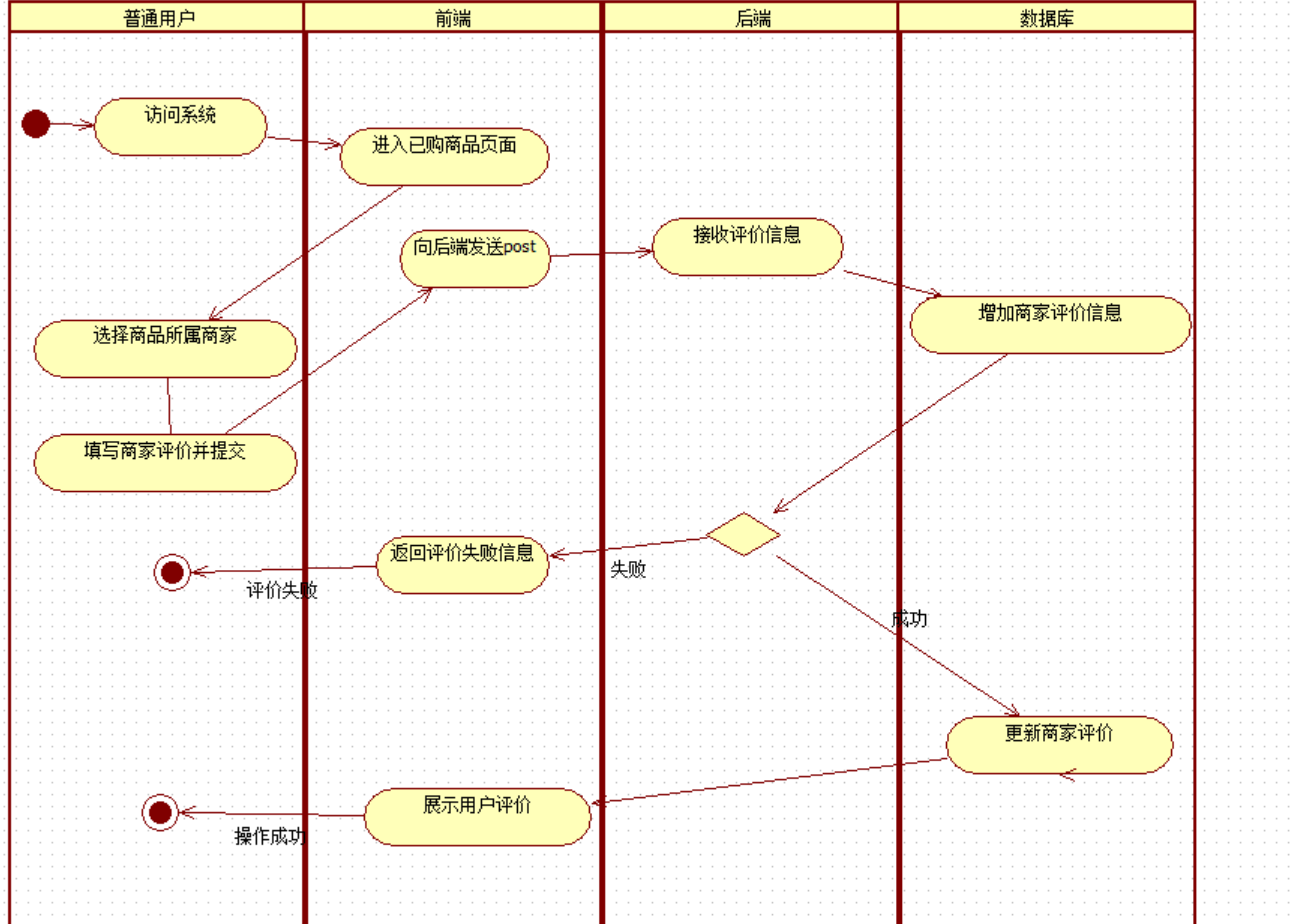 普通用户
前端
后端
数据库
访问系统
进入已购商品页面
向后端发送post
接收评价信息
增加商家评价信息
选择商品所属商家
填写商家评价并提交
返回评价失败信息
失败
评价失败
成功
更新商家评价
展示用户评价
操作成功